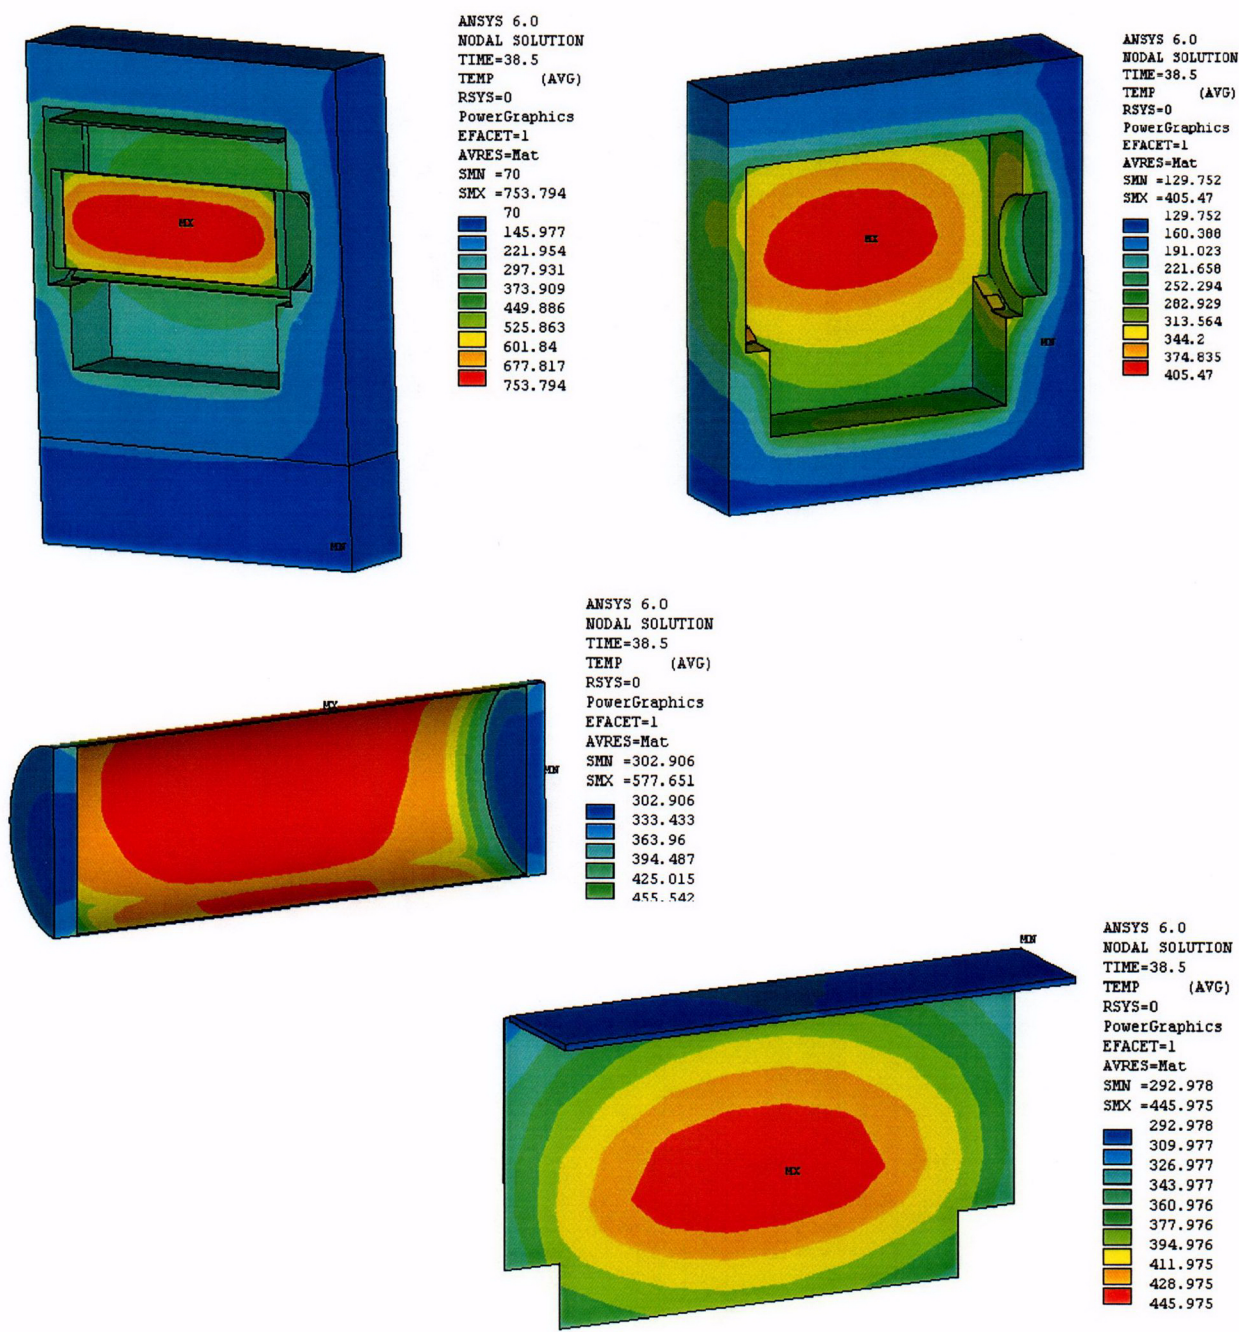 ANSYS 6.0
NODAL SOLUTION
TIME=38.5
TEMP (AVG)
RSYS=0
PowerGraphics
EFACET=1
AVRES=Mat
SMN =70
SMX =753.794
70
145.977
221.954
297.931
373.909
449.886
525.863
601.84
677.817
753.794
MX
MN
ANSYS 6.0
NODAL SOLUTION
TIME=38.5
TEMP (AVG)
RSYS=0
PowerGraphics
EFACET=1
AVRES=Mat
SMN =129.752
SMX =405.47
129.752
160.388
191.023
221.658
252.294
282.929
313.564
344.2
374.835
405.47
MX
MN
ANSYS 6.0
NODAL SOLUTION
TIME=38.5
TEMP (AVG)
RSYS=0
PowerGraphics
EFACET=1
AVRES=Mat
SMN =302.906
SMX =577.651
302.906
333.433
363.96
394.487
425.015
455.542
MX
MN
ANSYS 6.0
NODAL SOLUTION
TIME=38.5
TEMP (AVG)
RSYS=0
PowerGraphics
EFACET=1
AVRES=Mat
SMN =292.978
SMX =445.975
292.978
309.977
326.977
343.977
360.976
377.976
394.976
411.975
428.975
445.975
MN
MX